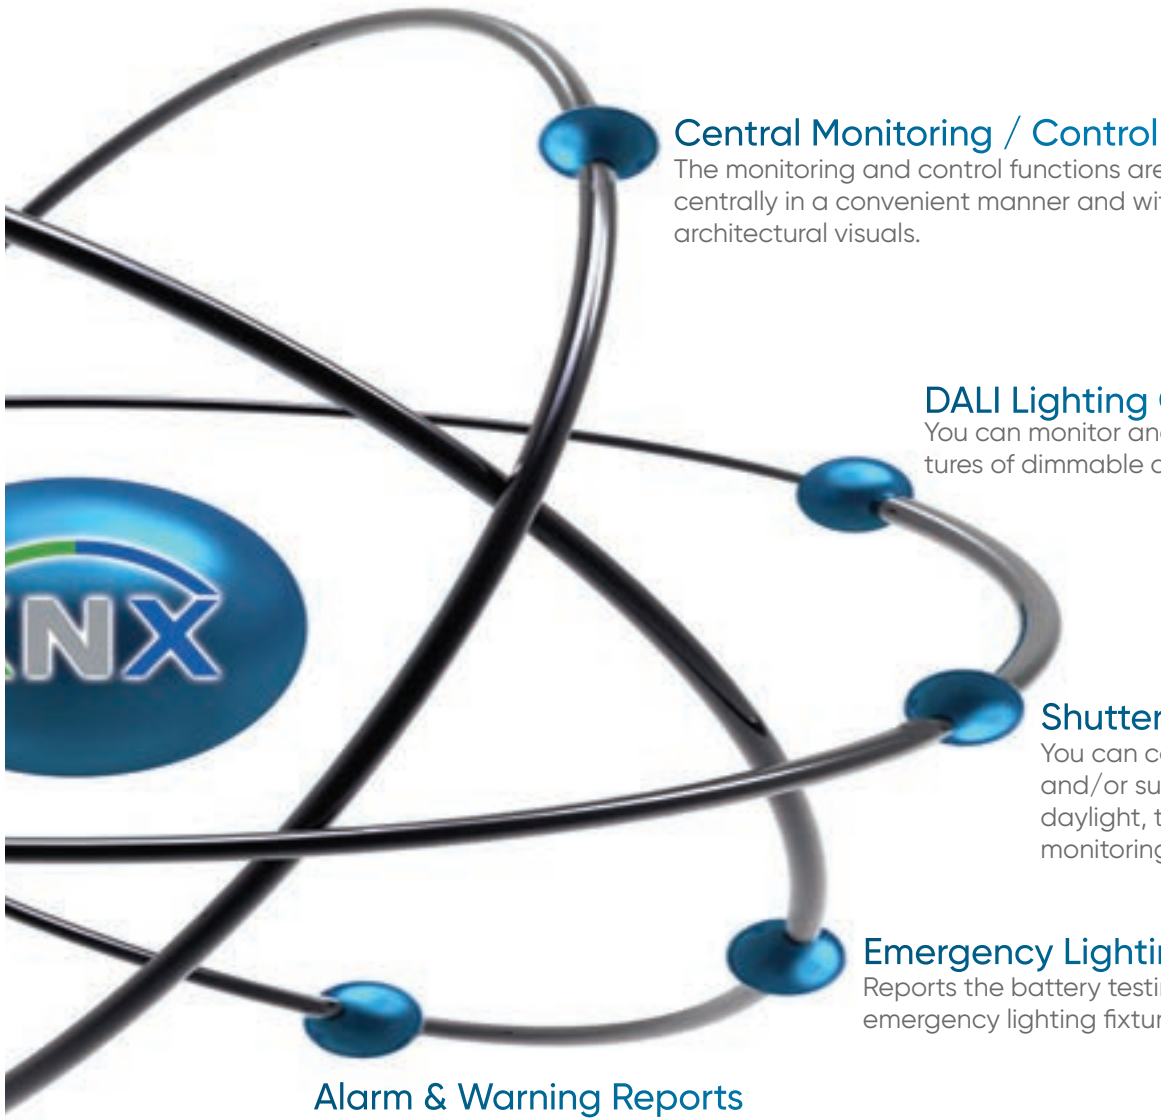 Central Monitoring / Control
The monitoring and control functions are
centrally in a convenient manner and wi
architectural visuals.
DALI Lighting
You can monitor an
tures of dimmable
NX
Shutter
You can c
and/or su
daylight, t
monitoring
Emergency Lighti
Reports the battery testi
emergency lighting fixtur
Alarm & Warning Reports